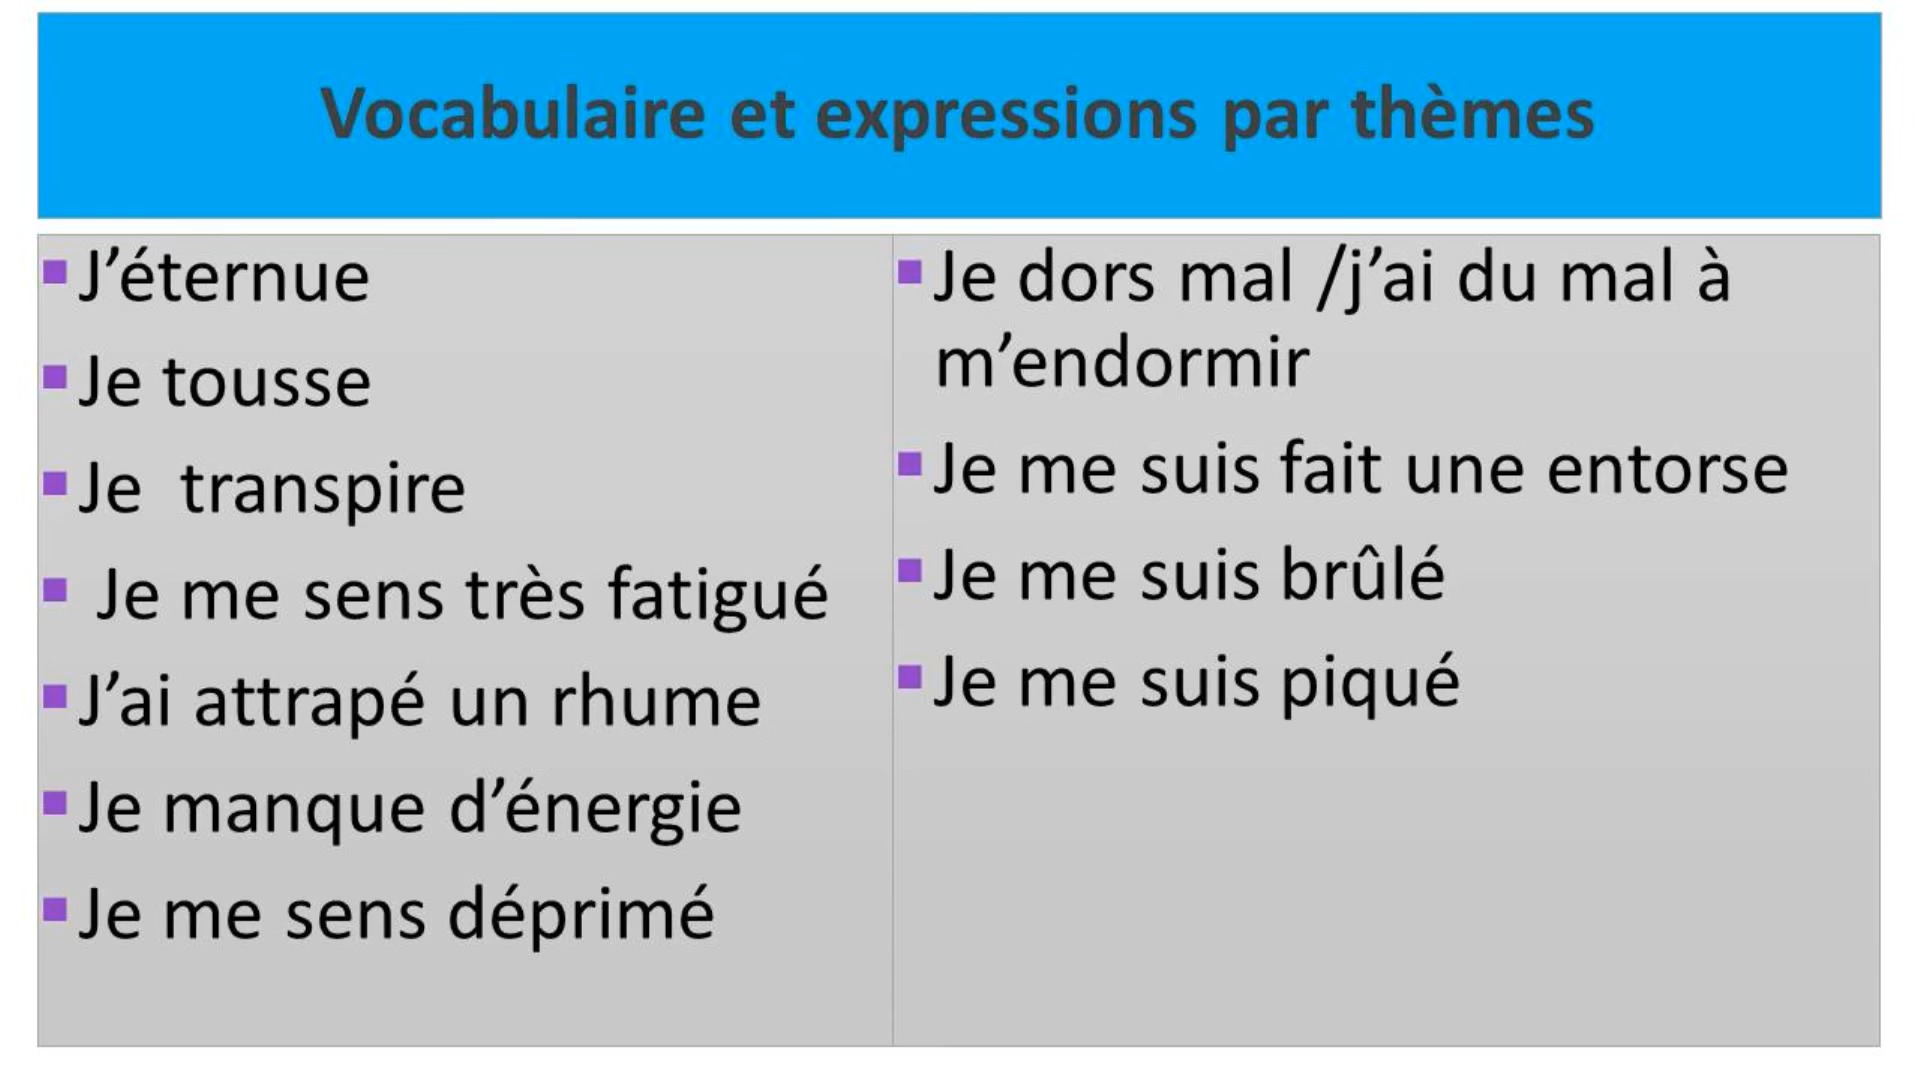 Vocabulaire et expressions par thèmes
▪J’éternue
▪Je tousse
▪Je  transpire
▪ Je me sens très fatigué
▪J’ai attrapé un rhume
▪Je manque d’énergie
▪Je me sens déprimé
▪Je dors mal /j’ai du mal à
m’endormir
▪Je me suis fait une entorse
▪Je me suis brûlé
▪Je me suis piqué